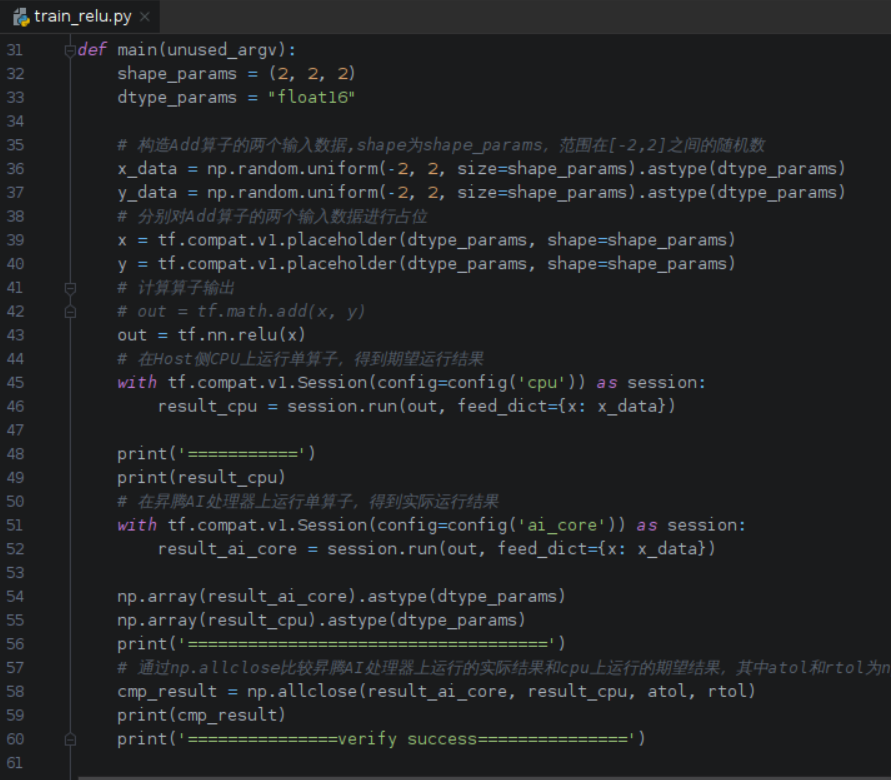 train_relu.py ×
31 def main(unused_argv):
32     shape_params = (2, 2, 2)
33     dtype_params = "float16"
34
35     # 构造Add算子的两个输入数据,shape为shape_params，范围在[-2,2]之间的随机数
36     x_data = np.random.uniform(-2, 2, size=shape_params).astype(dtype_params)
37     y_data = np.random.uniform(-2, 2, size=shape_params).astype(dtype_params)
38     # 分别对Add算子的两个输入数据进行占位
39     x = tf.compat.v1.placeholder(dtype_params, shape=shape_params)
40     y = tf.compat.v1.placeholder(dtype_params, shape=shape_params)
41     # 计算算子输出
42     # out = tf.math.add(x, y)
43     out = tf.nn.relu(x)
44     # 在Host侧CPU上运行单算子，得到期望运行结果
45     with tf.compat.v1.Session(config=config('cpu')) as session:
46         result_cpu = session.run(out, feed_dict={x: x_data})
47
48     print('===========')
49     print(result_cpu)
50     # 在昇腾AI处理器上运行单算子，得到实际运行结果
51     with tf.compat.v1.Session(config=config('ai_core')) as session:
52         result_ai_core = session.run(out, feed_dict={x: x_data})
53
54     np.array(result_ai_core).astype(dtype_params)
55     np.array(result_cpu).astype(dtype_params)
56     print('====================================')
57     # 通过np.allclose比较昇腾AI处理器上运行的实际结果和cpu上运行的期望结果，其中atol和rtol为n
58     cmp_result = np.allclose(result_ai_core, result_cpu, atol, rtol)
59     print(cmp_result)
60     print('===============verify success===============')
61